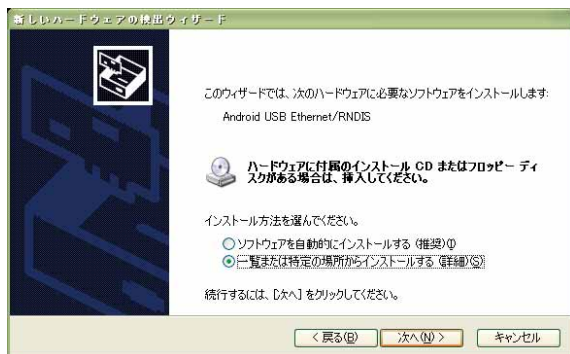 新しいハードウェアの検出ウィザード
このウィザードでは、次のハードウェアに必要なソフトウェアをインストールします:
Android USB Ethernet/RNDIS
ハードウェアに付属のインストール CD またはフロッピー ディ
スクがある場合は、挿入してください。
インストール方法を選んでください。
ソフトウェアを自動的にインストールする (推奨)(I)
一覧または特定の場所からインストールする (詳細)(S)
続行するには、[次へ] をクリックしてください。
< 戻る(B)
次へ(N) >
キャンセル